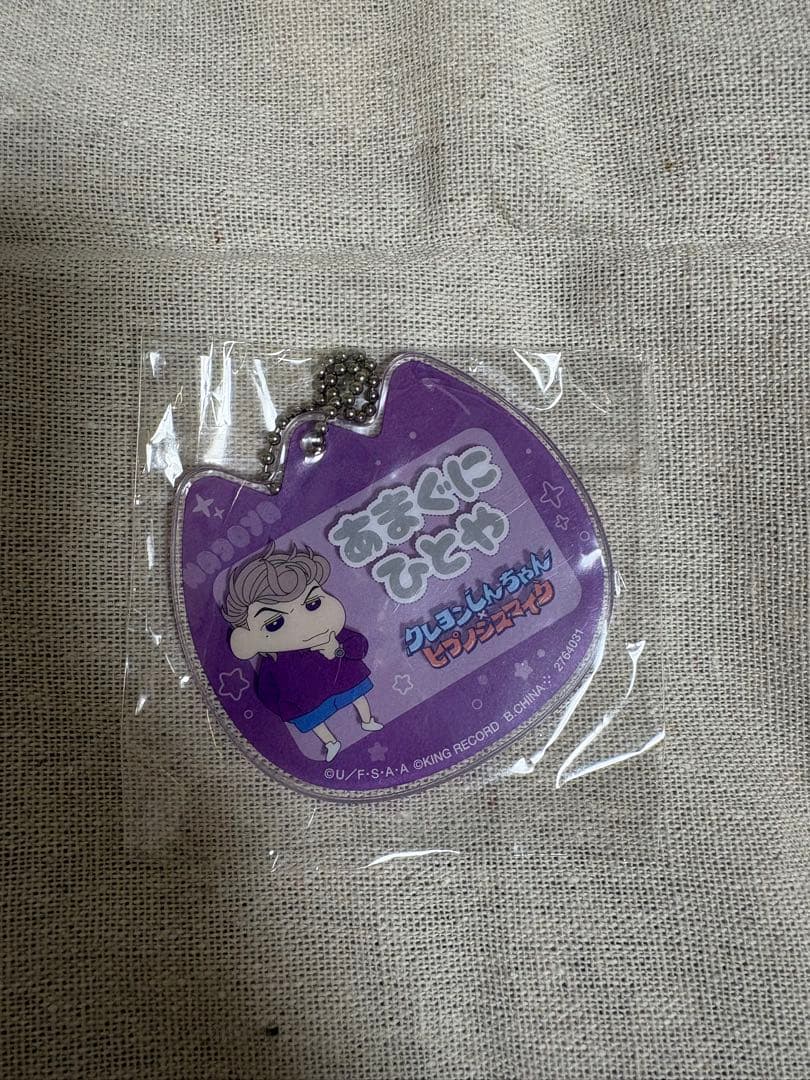 NAGOYA
あまぐに
ひとや
クレヨンしんちゃん
×
ヒプノシスマイク
©U/F・S・A・A ©KING RECORD B.CHINA 2764031